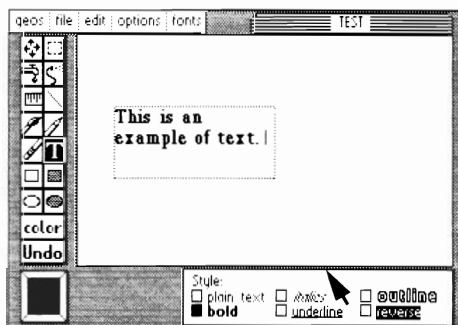 geos file edit options fonts
TEST
This is an
example of text.
T
color
Undo
Style:
plain text italics outline
bold underline reverse